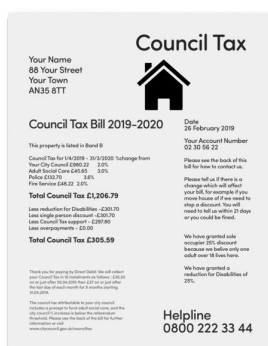 Council Tax
Your Name
88 Your Street
Your Town
AN35 8TT
Council Tax Bill 2019-2020
This property is listed in Band B
Council Tax for 1/4/2019 - 31/3/2020 %change from
Your City Council £980.22 2.0%
Adult Social Care £45.65 3.0%
Police £132.70 3.6%
Fire Service £48.22 2.0%
Total Council Tax £1,206.79
Less reduction for Disabilities -£301.70
Less single person discount -£301.70
Less Council Tax support - £297.80
Less overpayments - £0.00
Total Council Tax £305.59
Thank you for paying by Direct Debit. We will collect
your Council Tax in 10 instalments as follows:
on or just after 30.04.2019 then £27 on or just after
the last day of each month for 9 months starting
31.05.2019.
The council tax attributable to your city council
includes a precept to fund adult social care, and the
city council's increase is below the referendum
threshold. Please see the back of the bill for further
information or visit
www.citycouncil.gov.uk/counciltax.
Date
26 February 2019
Your Account Number
02 30 56 22
Please see the back of this
bill for how to contact us.
Please tell us if there is a
change which will affect
your bill, for example if you
move house of if we need to
stop a discount. You will
need to tell us within 21 days
or you could be fined.
We have granted sole
occupier 25% discount
because we belive only one
adult over 18 lives here.
We have granted a
reduction for Disabilities of
25%.
Helpline
0800 222 33 44